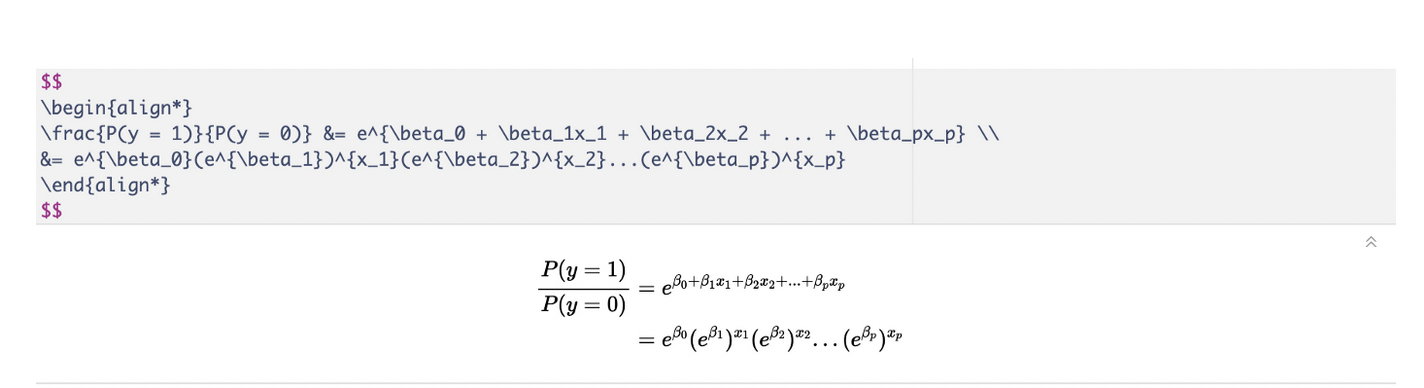 $$
\begin{align*}
\frac{P(y = 1)}{P(y = 0)} &= e^{\beta_0 + \beta_1x_1 + \beta_2x_2 + ... + \beta_px_p} \\
&= e^{\beta_0}(e^{\beta_1})^{x_1}(e^{\beta_2})^{x_2}...(e^{\beta_p})^{x_p}
\end{align*}
$$
P(y = 1)
P(y = 0) = e^{β₀+β₁x₁+β₂x₂+...+βₚxₚ}
= e^{β₀}(e^{β₁})^{x₁}(e^{β₂})^{x₂}...(e^{βₚ})^{xₚ}